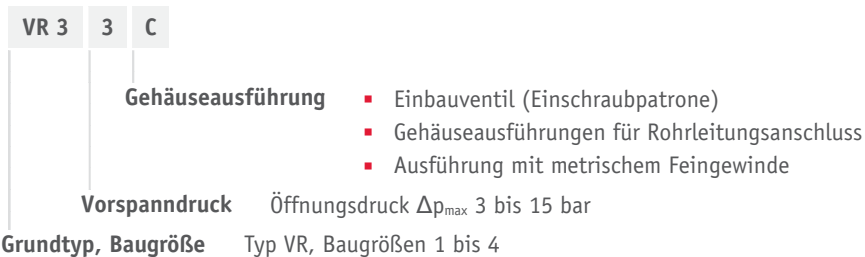 VR 3 3 C
Gehäuseausführung ▪ Einbauventil (Einschraubpatrone)
▪ Gehäuseausführungen für Rohrleitungsanschluss
▪ Ausführung mit metrischem Feingewinde
Vorspanndruck Öffnungsdruck Δpmax 3 bis 15 bar
Grundtyp, Baugröße Typ VR, Baugrößen 1 bis 4